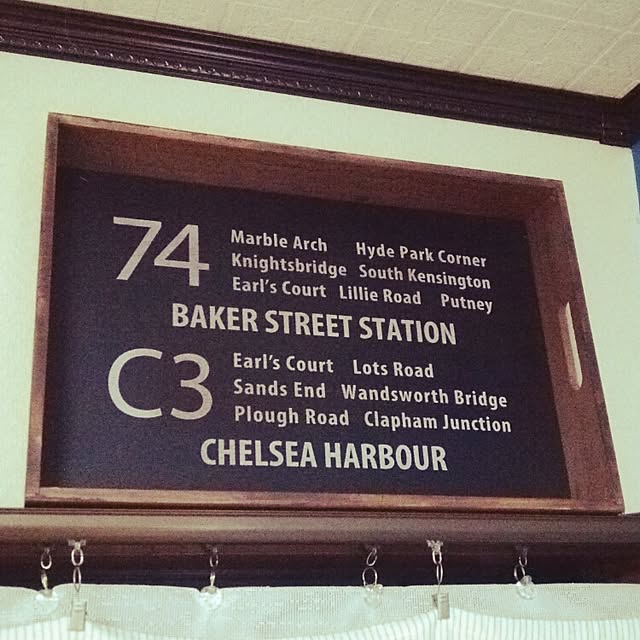 74
Marble Arch Hyde Park Corner
Knightsbridge South Kensington
Earl's Court Lillie Road Putney
BAKER STREET STATION
C3
Earl's Court Lots Road
Sands End Wandsworth Bridge
Plough Road Clapham Junction
CHELSEA HARBOUR